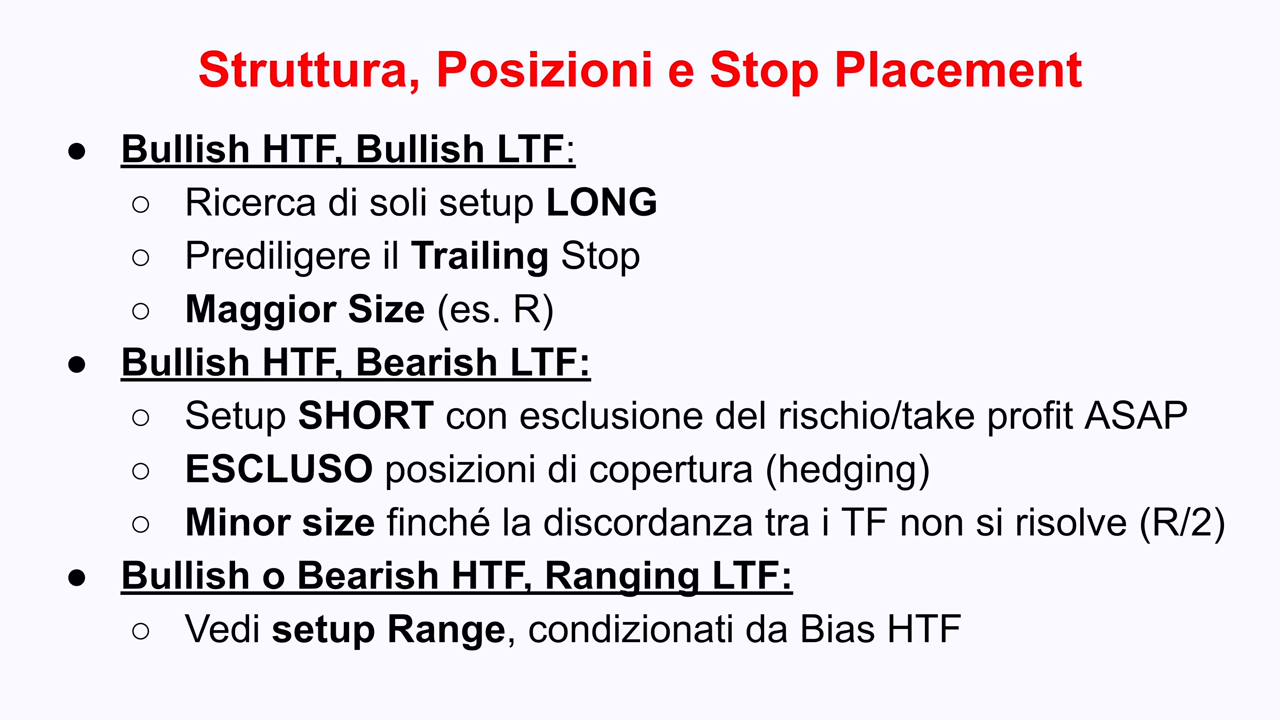 Struttura, Posizioni e Stop Placement
● Bullish HTF, Bullish LTF:
○ Ricerca di soli setup LONG
○ Prediligere il Trailing Stop
○ Maggior Size (es. R)
● Bullish HTF, Bearish LTF:
○ Setup SHORT con esclusione del rischio/take profit ASAP
○ ESCLUSO posizioni di copertura (hedging)
○ Minor size finché la discordanza tra i TF non si risolve (R/2)
● Bullish o Bearish HTF, Ranging LTF:
○ Vedi setup Range, condizionati da Bias HTF